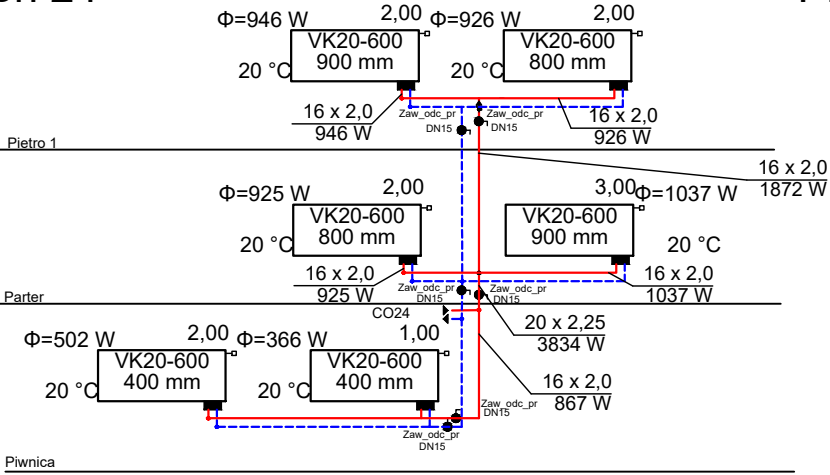 Φ=946 W
2,00
Φ=926 W
2,00
VK20-600
900 mm
VK20-600
800 mm
20 °C
20 °C
16 x 2,0
946 W
Zaw_odc_pr
DN15
Zaw_odc_pr
DN15
16 x 2,0
926 W
Pietro 1
16 x 2,0
1872 W
Φ=925 W
2,00
3,00
Φ=1037 W
VK20-600
800 mm
VK20-600
900 mm
20 °C
20 °C
16 x 2,0
925 W
Zaw_odc_pr
DN15
Zaw_odc_pr
DN15
16 x 2,0
1037 W
Parter
CO24
20 x 2,25
3834 W
Φ=502 W
2,00
Φ=366 W
1,00
VK20-600
400 mm
VK20-600
400 mm
20 °C
20 °C
16 x 2,0
867 W
Zaw_odc_pr
DN15
Zaw_odc_pr
DN15
Piwnica